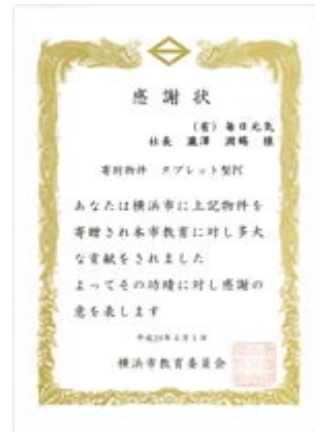 感謝状
(有) 毎日元気
社長 瀧澤 潤賜 様
寄附物件 タブレット型PC
あなたは横浜市に上記物件を
寄贈され本市教育に対し多大
な貢献をされました
よってその功績に対し感謝の
意を表します
横浜市教育委員会